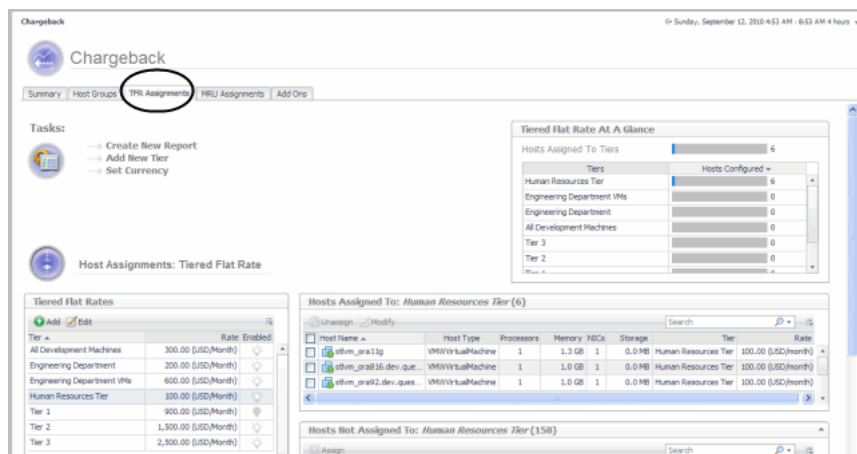 Chargeback
Sunday, September 12, 2010 4:53 AM - 8:53 AM 4 hours
Chargeback
Summary Host Groups TFR Assignments MRU Assignments Add Ons
Tasks:
Create New Report
Add New Tier
Set Currency
Tiered Flat Rate At A Glance
Hosts Assigned To Tiers 6
Tiers Hosts Configured
Human Resources Tier 6
Engineering Department VMs 0
Engineering Department 0
All Development Machines 0
Tier 3 0
Tier 2 0
Host Assignments: Tiered Flat Rate
Tiered Flat Rates
Add Edit
Tier Rate Enabled
All Development Machines 300.00 (USD/Month)
Engineering Department 200.00 (USD/Month)
Engineering Department VMs 600.00 (USD/Month)
Human Resources Tier 100.00 (USD/Month)
Tier 1 900.00 (USD/Month)
Tier 2 1,500.00 (USD/Month)
Tier 3 2,500.00 (USD/Month)
Hosts Assigned To: Human Resources Tier (6)
Unassign Modify Search
Host Name Host Type Processors Memory NICs Storage Tier Rate
stlvm_ora11g VMWVirtualMachine 1 1.3 GB 1 0.0 MB Human Resources Tier 100.00 (USD/month)
stlvm_ora816.dev.que... VMWVirtualMachine 1 1.0 GB 1 0.0 MB Human Resources Tier 100.00 (USD/month)
stlvm_ora92.dev.ques... VMWVirtualMachine 1 1.0 GB 1 0.0 MB Human Resources Tier 100.00 (USD/month)
Hosts Not Assigned To: Human Resources Tier (158)
Assign Search